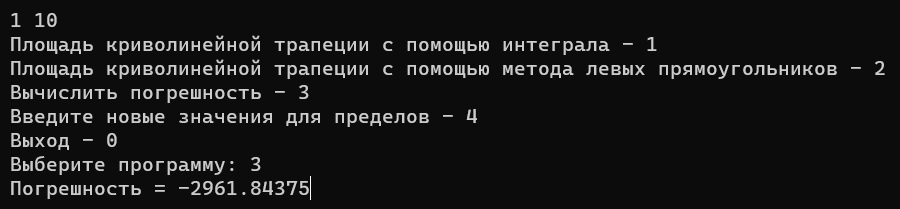 1 10
Площадь криволинейной трапеции с помощью интеграла - 1
Площадь криволинейной трапеции с помощью метода левых прямоугольников - 2
Вычислить погрешность - 3
Введите новые значения для пределов - 4
Выход - 0
Выберите программу: 3
Погрешность = -2961.84375